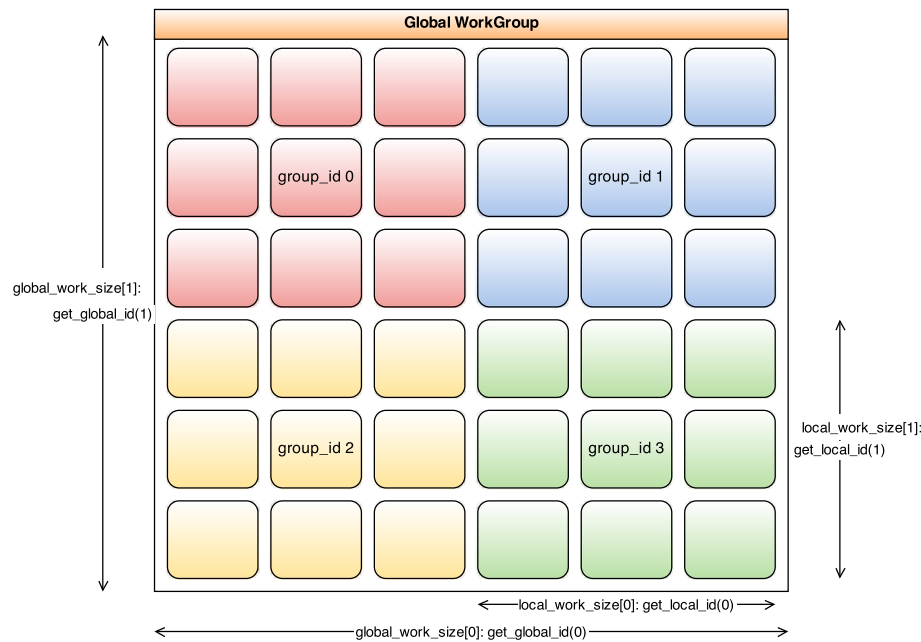 Global WorkGroup
group_id 0
group_id 1
global_work_size[1]:
get_global_id(1)
local_work_size[1]:
get_local_id(1)
group_id 2
group_id 3
local_work_size[0]: get_local_id(0)
global_work_size[0]: get_global_id(0)